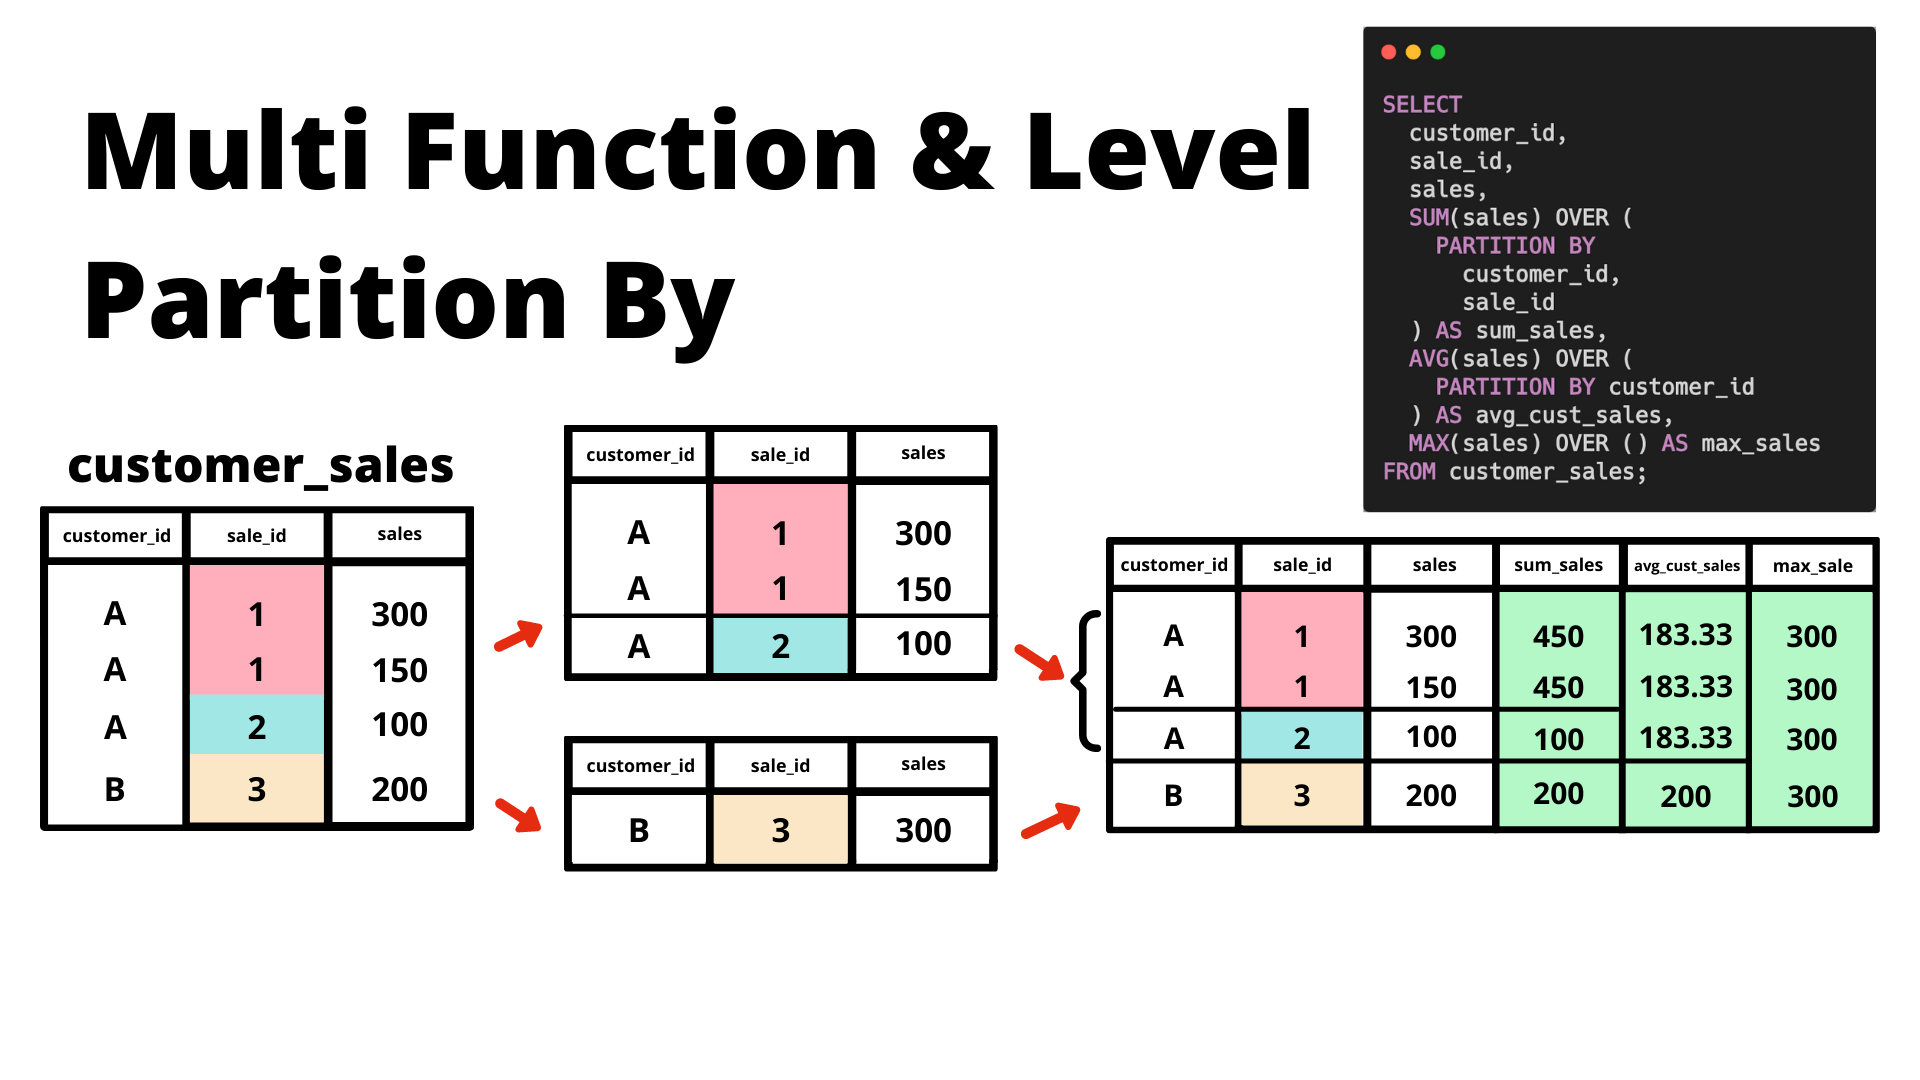 Multi Function & Level
Partition By
SELECT
  customer_id,
  sale_id,
  sales,
  SUM(sales) OVER (
    PARTITION BY
      customer_id,
      sale_id
  ) AS sum_sales,
  AVG(sales) OVER (
    PARTITION BY customer_id
  ) AS avg_cust_sales,
  MAX(sales) OVER () AS max_sales
FROM customer_sales;
customer_sales
customer_id sale_id sales
A 1 300
A 1 150
A 2 100
B 3 200
customer_id sale_id sales
A 1 300
A 1 150
A 2 100
customer_id sale_id sales
B 3 300
customer_id sale_id sales sum_sales avg_cust_sales max_sale
A 1 300 450 183.33 300
A 1 150 450 183.33 300
A 2 100 100 183.33 300
B 3 200 200 200 300